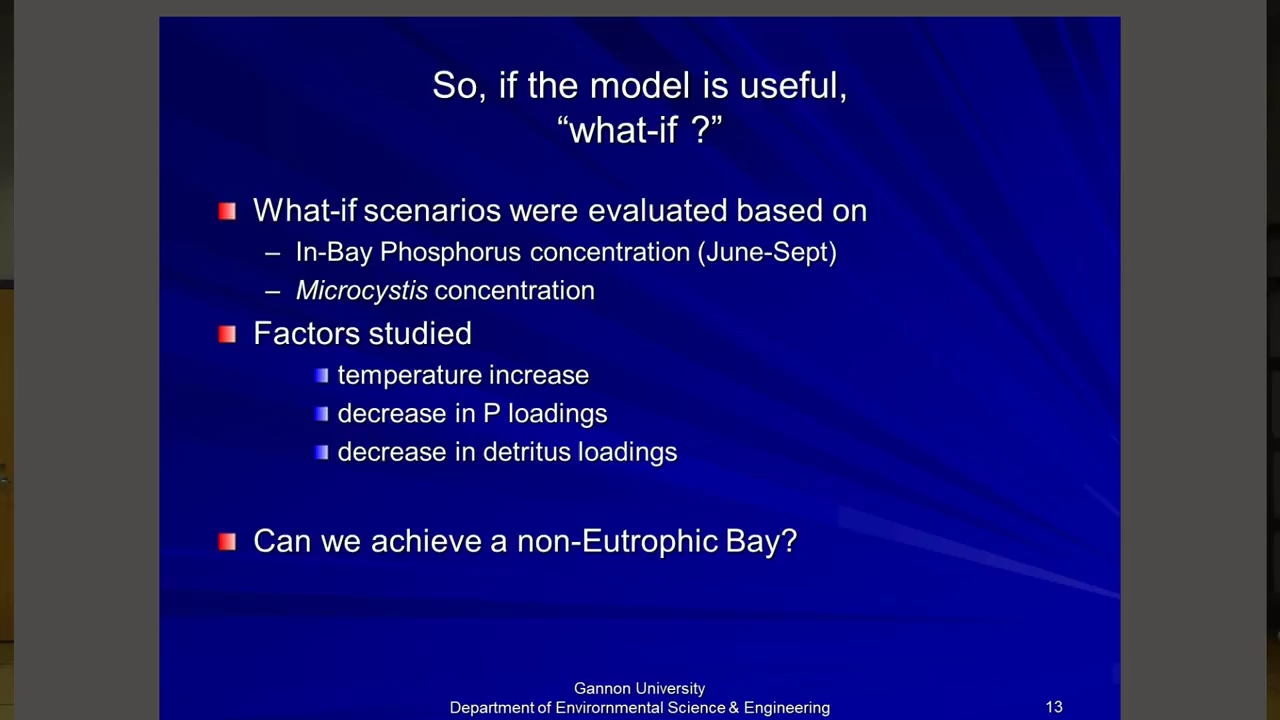 So, if the model is useful,
“what-if ?”
What-if scenarios were evaluated based on
– In-Bay Phosphorus concentration (June-Sept)
– Microcystis concentration
Factors studied
temperature increase
decrease in P loadings
decrease in detritus loadings
Can we achieve a non-Eutrophic Bay?
Gannon University
Department of Envirornmental Science & Engineering
13